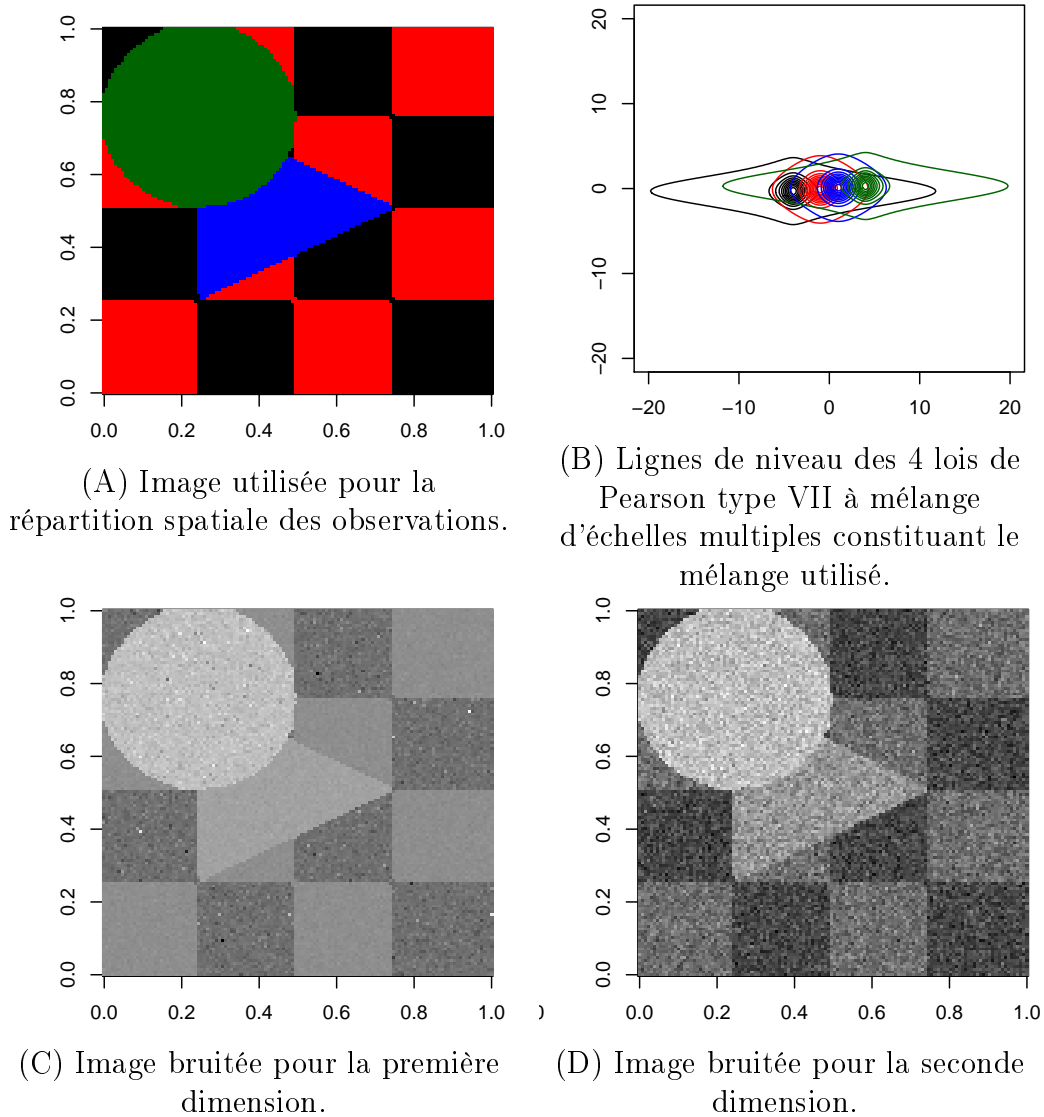 0.0 0.2 0.4 0.6 0.8 1.0
0.0 0.2 0.4 0.6 0.8 1.0
(A) Image utilisée pour la
répartition spatiale des observations.
−20 −10 0 10 20
−20 −10 0 10 20
(B) Lignes de niveau des 4 lois de
Pearson type VII à mélange
d'échelles multiples constituant le
mélange utilisé.
0.0 0.2 0.4 0.6 0.8 1.0
0.0 0.2 0.4 0.6 0.8 1.0
(C) Image bruitée pour la première
dimension.
0.0 0.2 0.4 0.6 0.8 1.0
0.0 0.2 0.4 0.6 0.8 1.0
(D) Image bruitée pour la seconde
dimension.